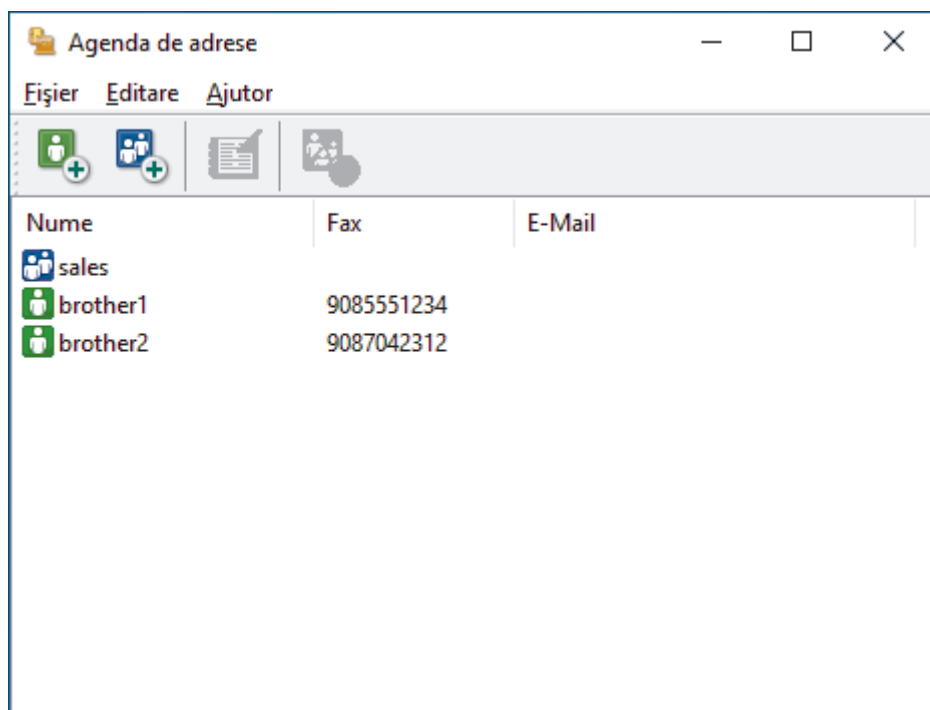 Agenda de adrese
Fişier Editare Ajutor
Nume Fax E-Mail
sales
brother1 9085551234
brother2 9087042312